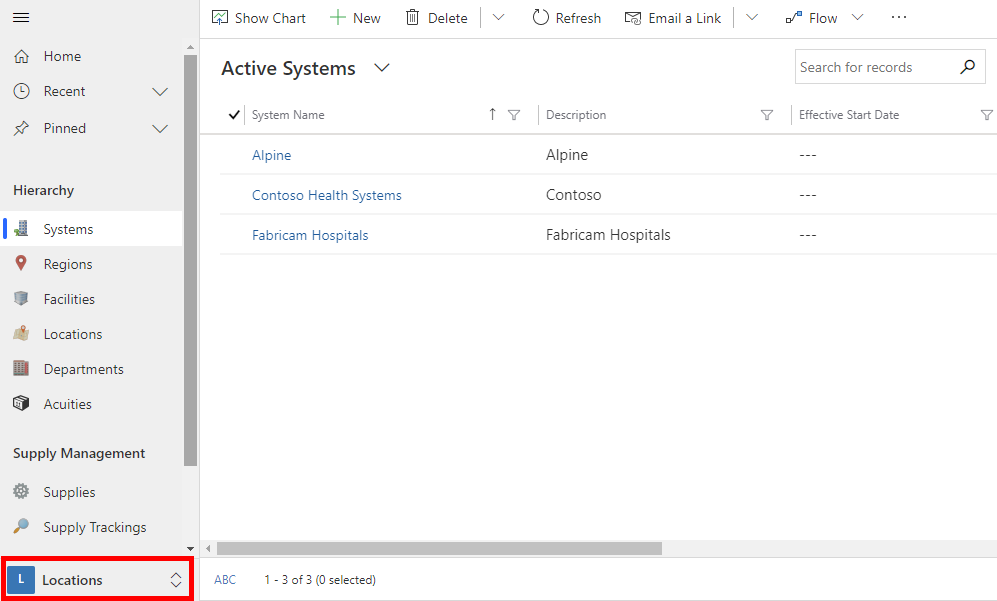 Show Chart New Delete Refresh Email a Link Flow ...
Home
Recent
Pinned
Hierarchy
Systems
Regions
Facilities
Locations
Departments
Acuities
Supply Management
Supplies
Supply Trackings
L Locations
Active Systems
Search for records
System Name Description Effective Start Date
Alpine Alpine ---
Contoso Health Systems Contoso ---
Fabricam Hospitals Fabricam Hospitals ---
ABC 1 - 3 of 3 (0 selected)